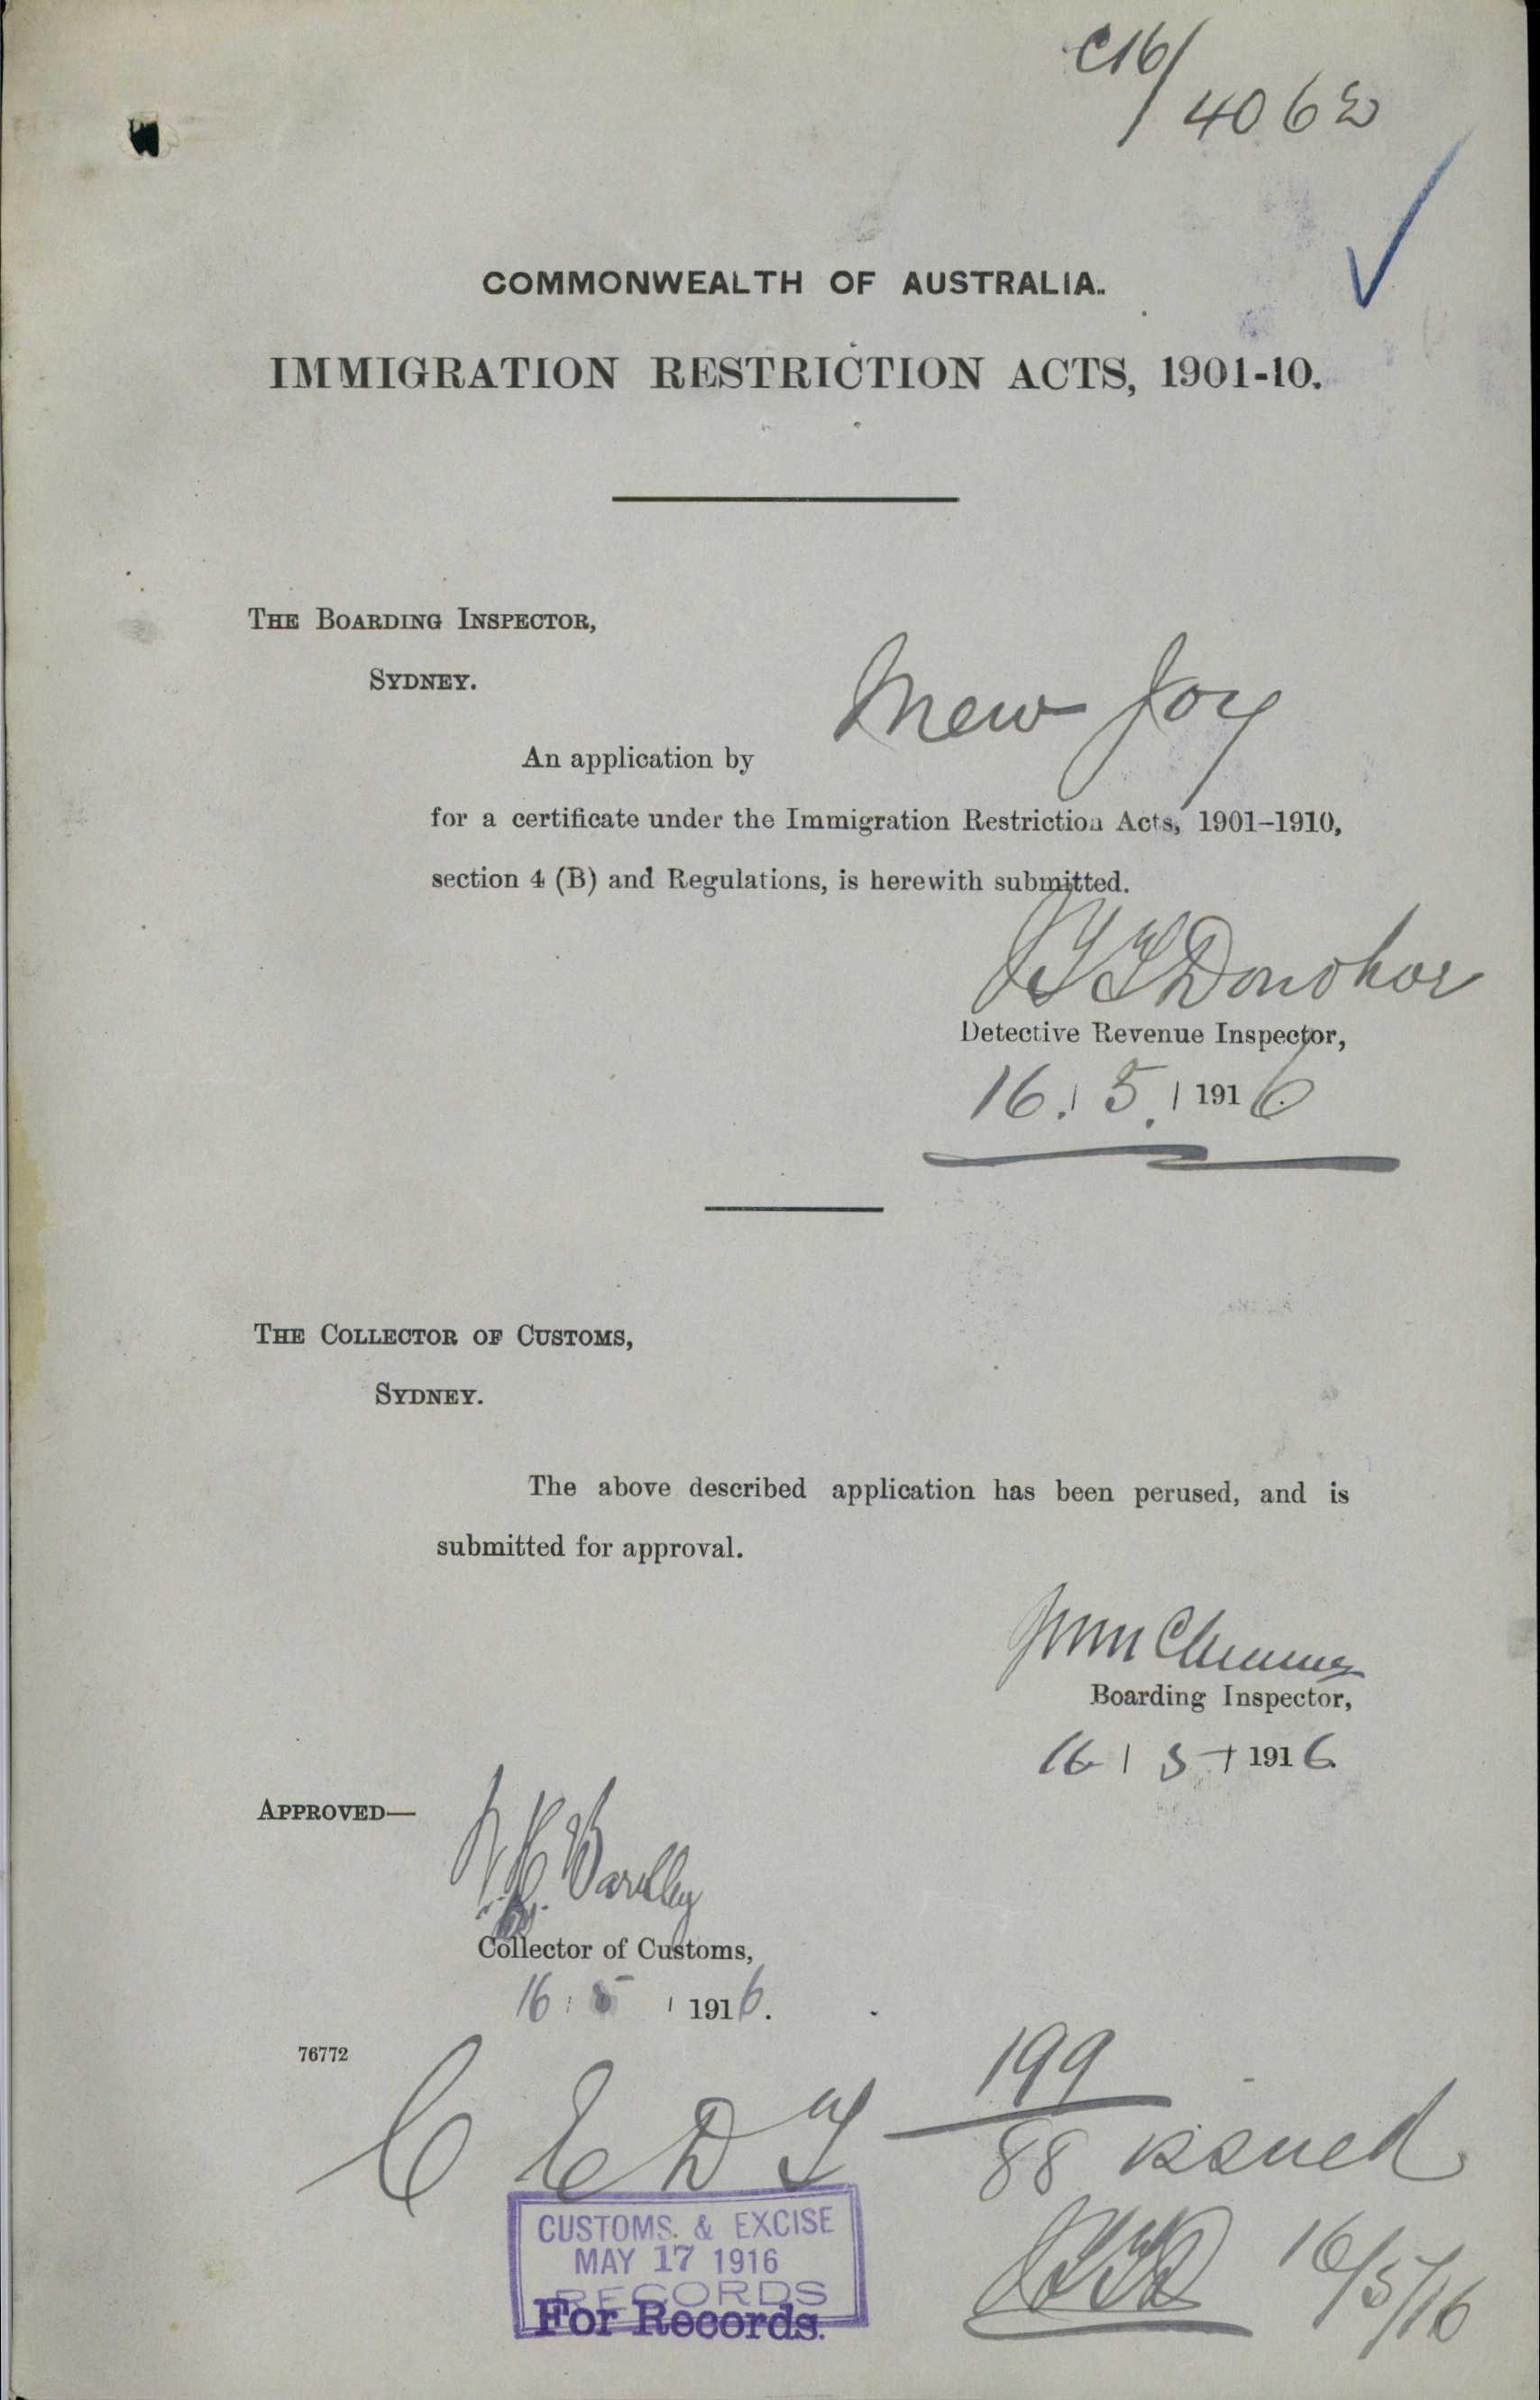 C16/
4063
COMMONWEALTH OF AUSTRALIA.
IMMIGRATION RESTRICTION ACTS, 1901-10.
THE BOARDING INSPECTOR,
SYDNEY.
An application by Mew Joy
for a certificate under the Immigration Restriction Acts, 1901–1910,
section 4 (B) and Regulations, is herewith submitted.
Donohoe
Detective Revenue Inspector,
16. 5. 1916.
THE COLLECTOR OF CUSTOMS,
SYDNEY.
The above described application has been perused, and is
submitted for approval.
Boarding Inspector,
16 5 1916
APPROVED—
Barkley
Collector of Customs,
16 5 1916.
76772
C E D T 199
88 issued
16/5/16
CUSTOMS. & EXCISE
MAY 17 1916
RECORDS
For Records.